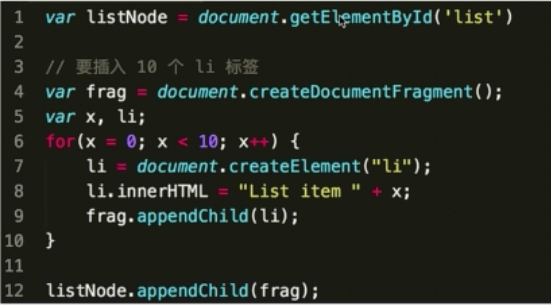 1 var listNode = document.getElementById('list')
2
3 // 要插入 10 个 li 标签
4 var frag = document.createDocumentFragment();
5 var x, li;
6 for(x = 0; x < 10; x++) {
7     li = document.createElement("li");
8     li.innerHTML = "List item " + x;
9     frag.appendChild(li);
10 }
11
12 listNode.appendChild(frag);